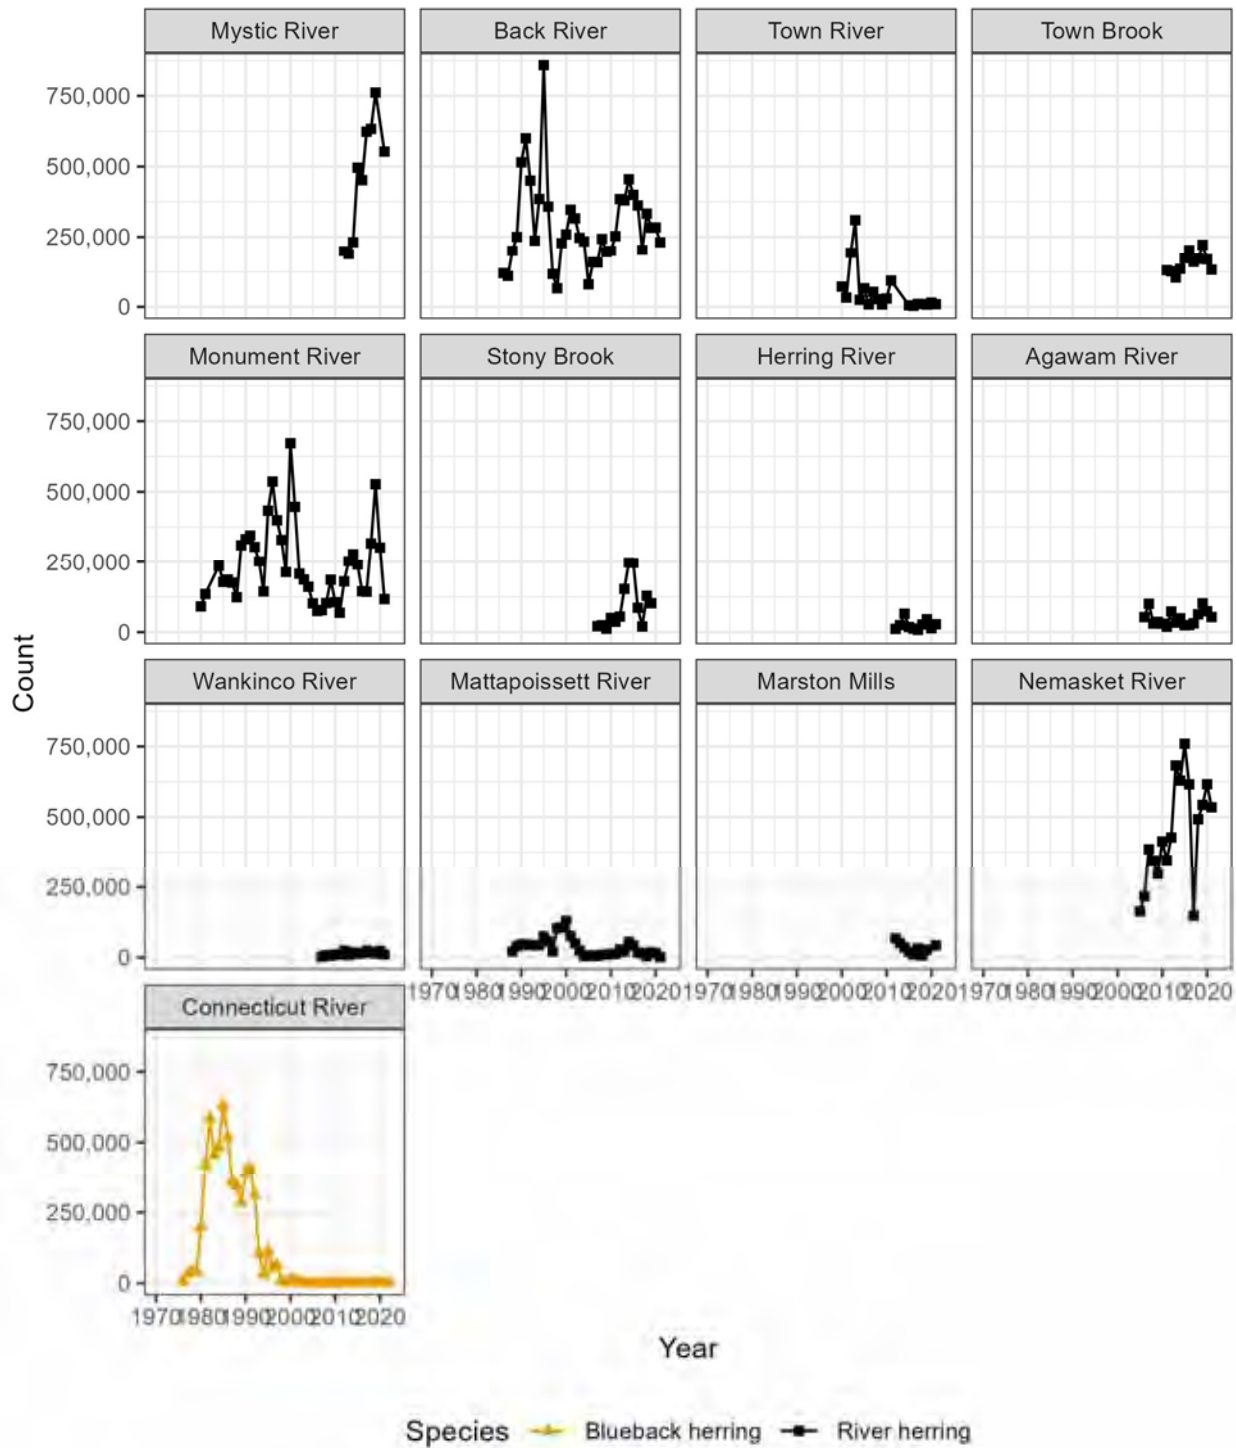 Mystic River
Back River
Town River
Town Brook
750,000
500,000
250,000
0
Monument River
Stony Brook
Herring River
Agawam River
750,000
500,000
250,000
0
Count
Wankinco River
Mattapoissett River
Marston Mills
Nemasket River
750,000
500,000
250,000
0
1970 1980 1990 2000 2010 2020
1970 1980 1990 2000 2010 2020
1970 1980 1990 2000 2010 2020
Connecticut River
750,000
500,000
250,000
0
1970 1980 1990 2000 2010 2020
Year
Species Blueback herring River herring